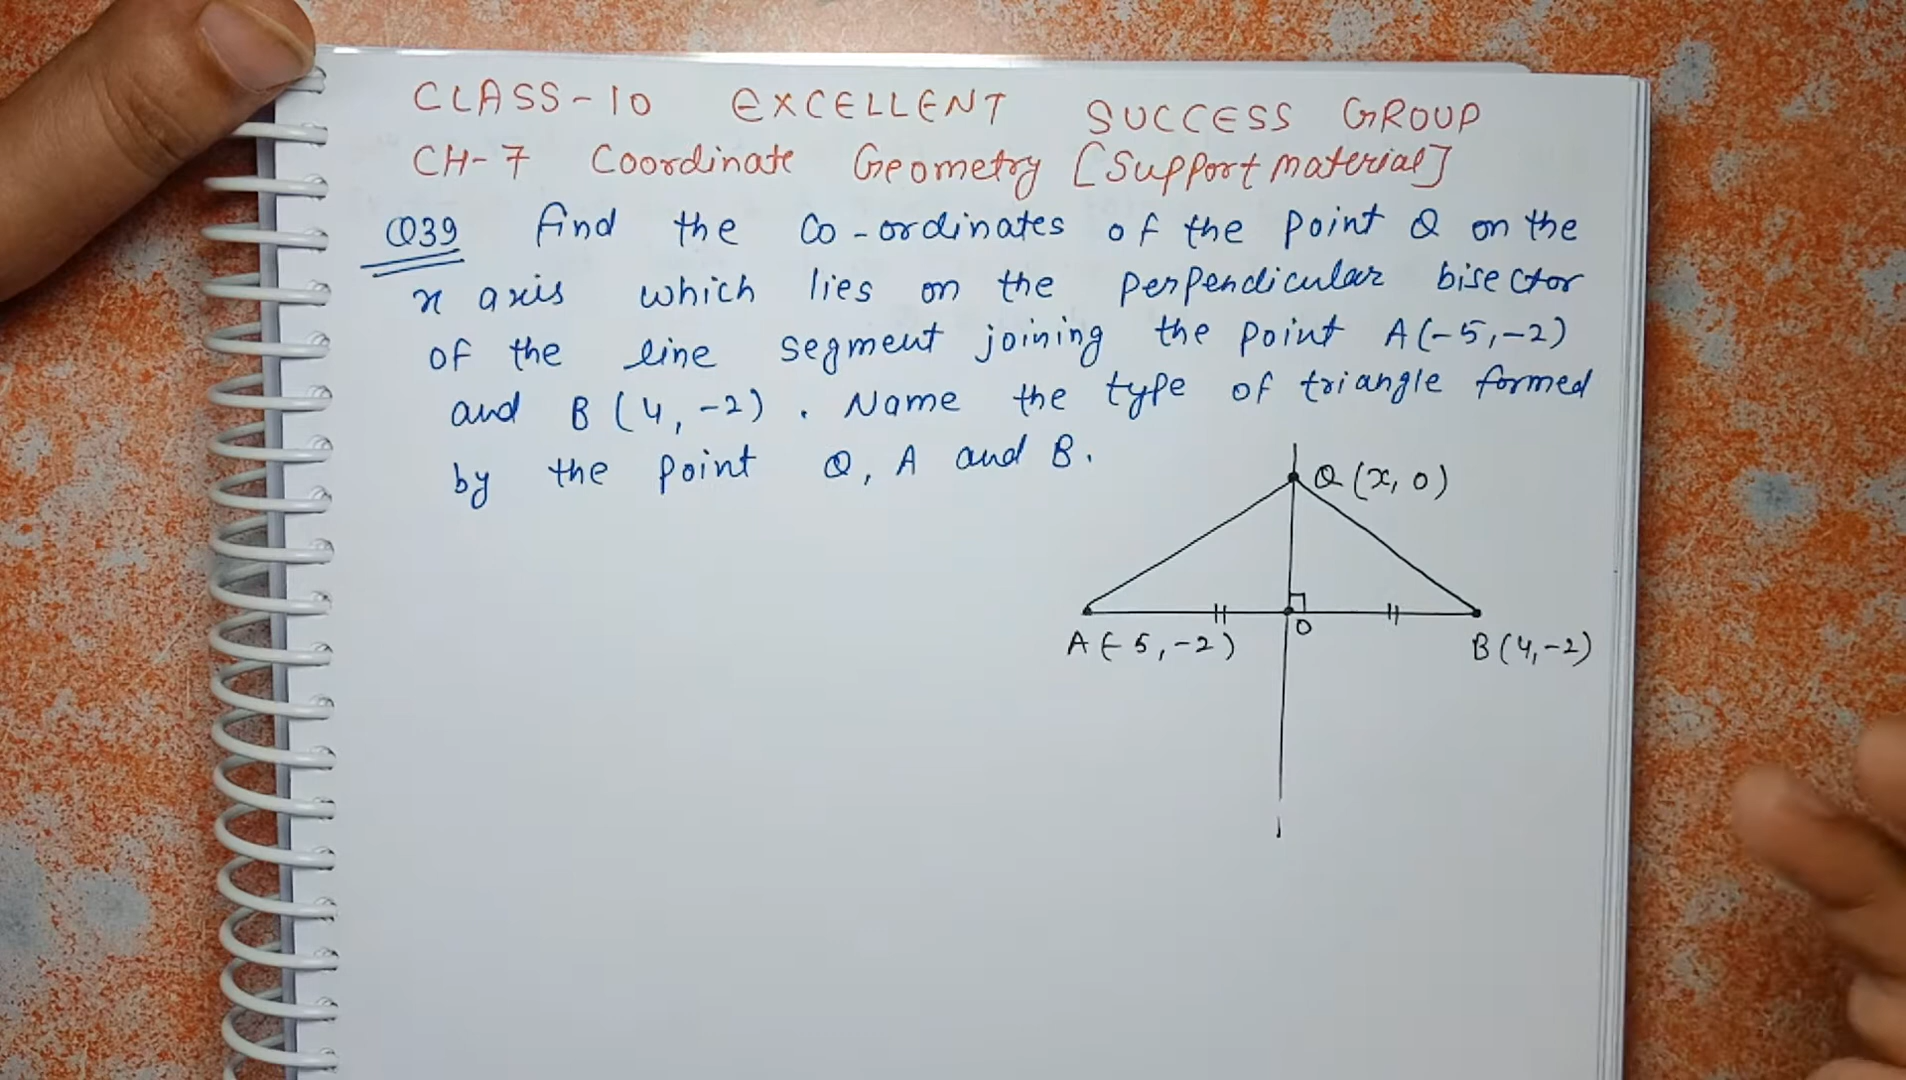 CLASS-10 EXCELLENT SUCCESS GROUP
CH-7 Coordinate Geometry [Support material]
Q39 find the Co-ordinates of the point Q on the
x axis which lies on the perpendicular bisector
of the line segment joining the point A(-5,-2)
and B(4,-2). Name the type of triangle formed
by the point Q, A and B.
Q(x, 0)
O
A(-5,-2)
B(4,-2)